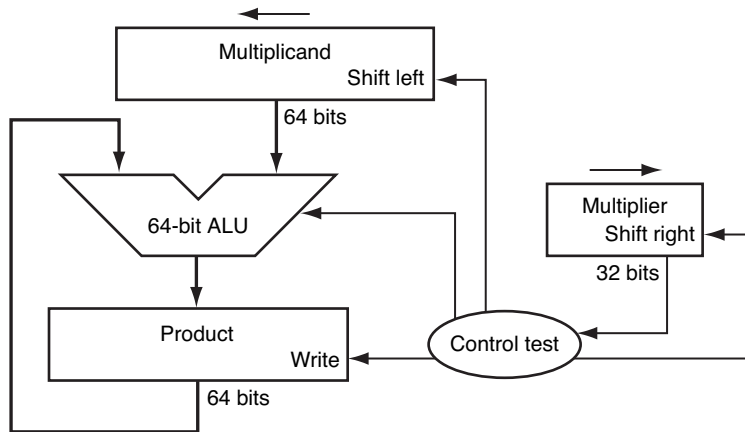 Multiplicand
Shift left
64 bits
64-bit ALU
Multiplier
Shift right
32 bits
Product
Write
Control test
64 bits